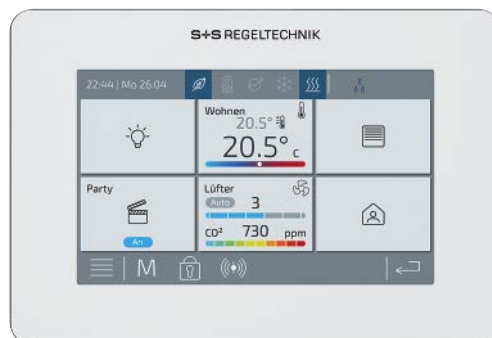 S+S REGELTECHNIK
22:44 | Mo 26.04
Wohnen
20.5°
20.5° c
Party
An
Lüfter
Auto 3
CO² 730 ppm
M